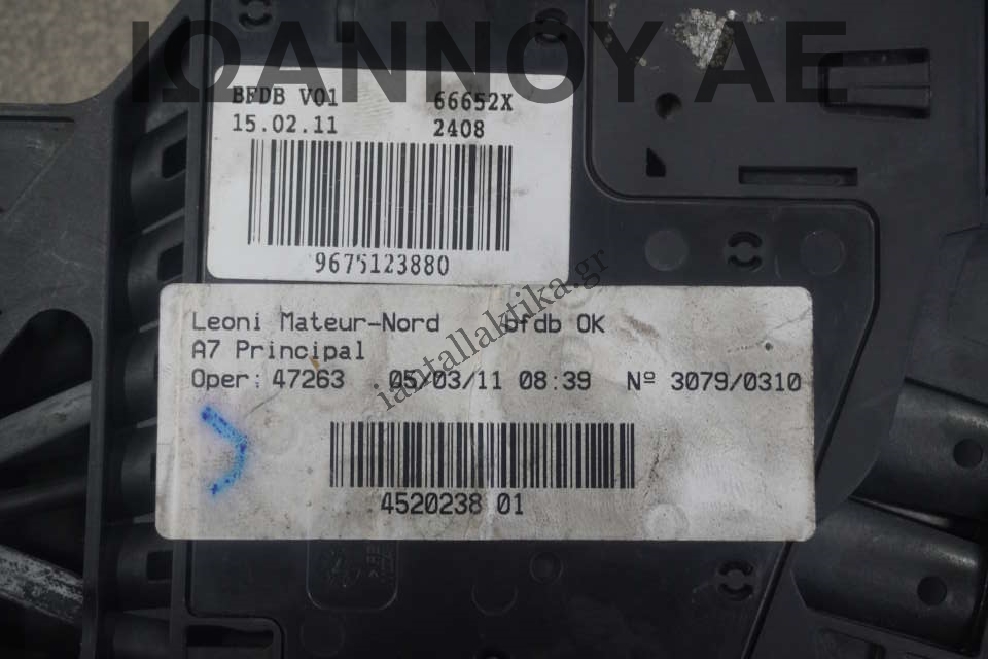 ΙΩΑΝΝΟΥ ΑΕ
BFDB V01 66652X
15.02.11 2408
9675123880
Leoni Mateur-Nord bfdb OK
A7 Principal
Oper: 47263 05/03/11 08:39 Nº 3079/0310
4520238 01
iantallaktika.gr